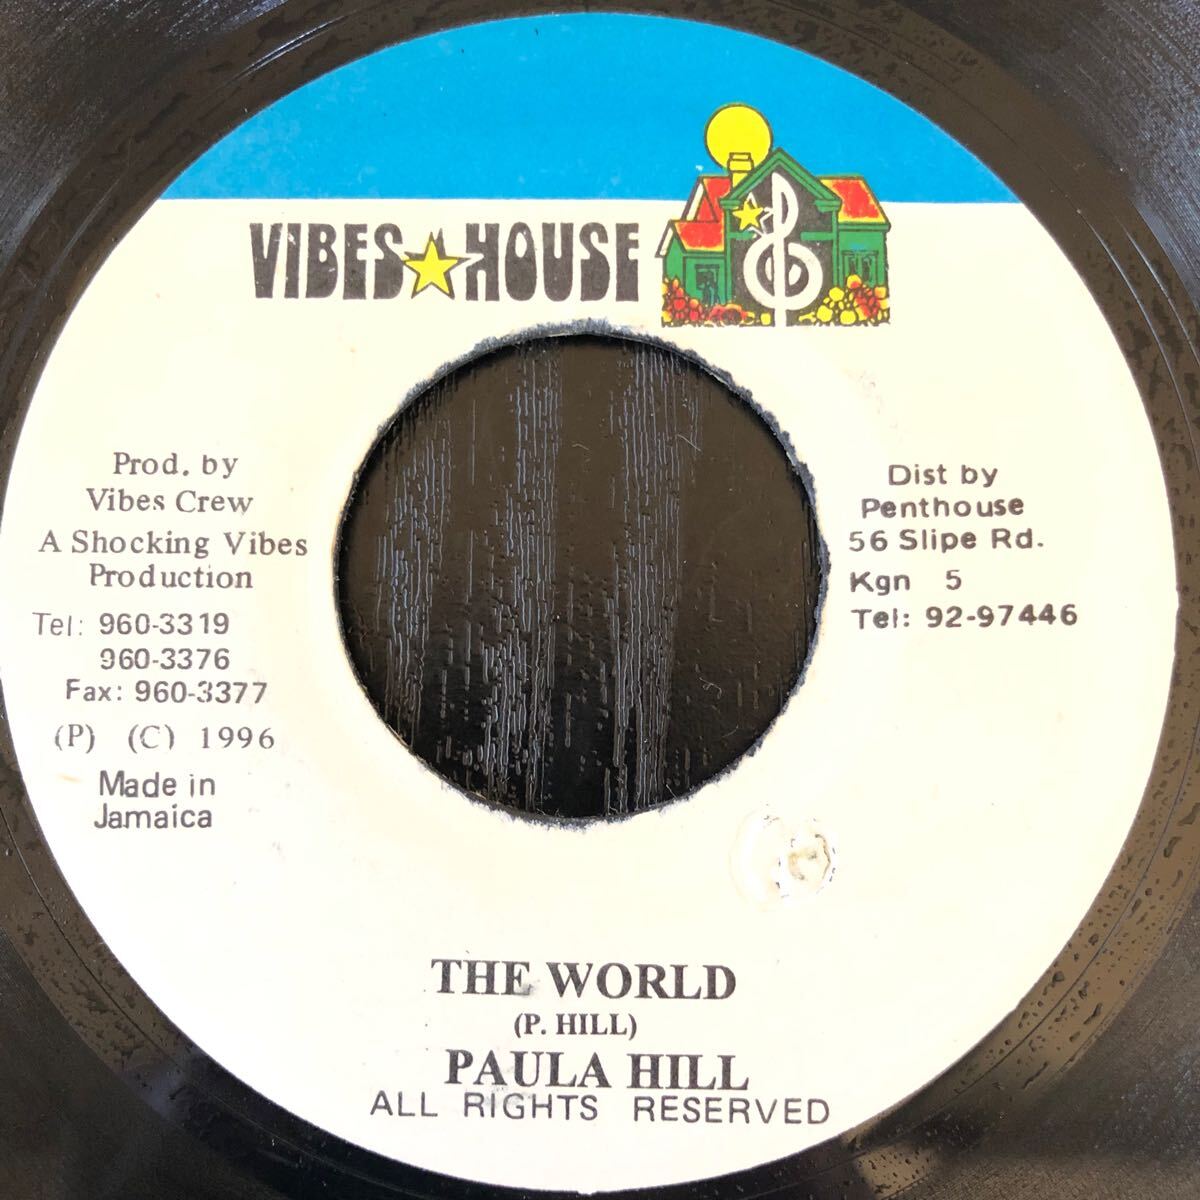 VIBES HOUSE
Prod. by
Vibes Crew
A Shocking Vibes
Production
Tel: 960-3319
960-3376
Fax: 960-3377
(P) (C) 1996
Made in
Jamaica
Dist by
Penthouse
56 Slipe Rd.
Kgn 5
Tel: 92-97446
THE WORLD
(P. HILL)
PAULA HILL
ALL RIGHTS RESERVED